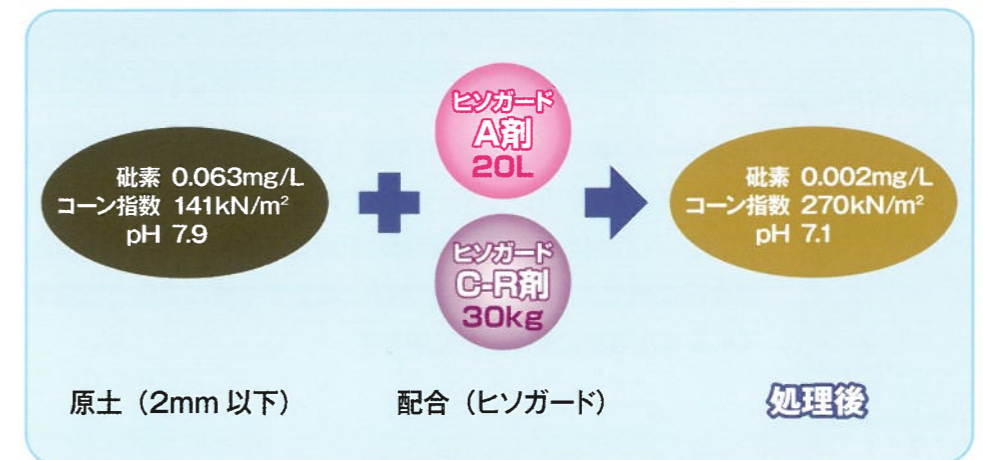 砒素 0.063mg/L
コーン指数 141kN/m²
pH 7.9
ヒソガード
A剤
20L
ヒソガード
C-R剤
30kg
砒素 0.002mg/L
コーン指数 270kN/m²
pH 7.1
原土（2mm 以下）
配合（ヒソガード）
処理後